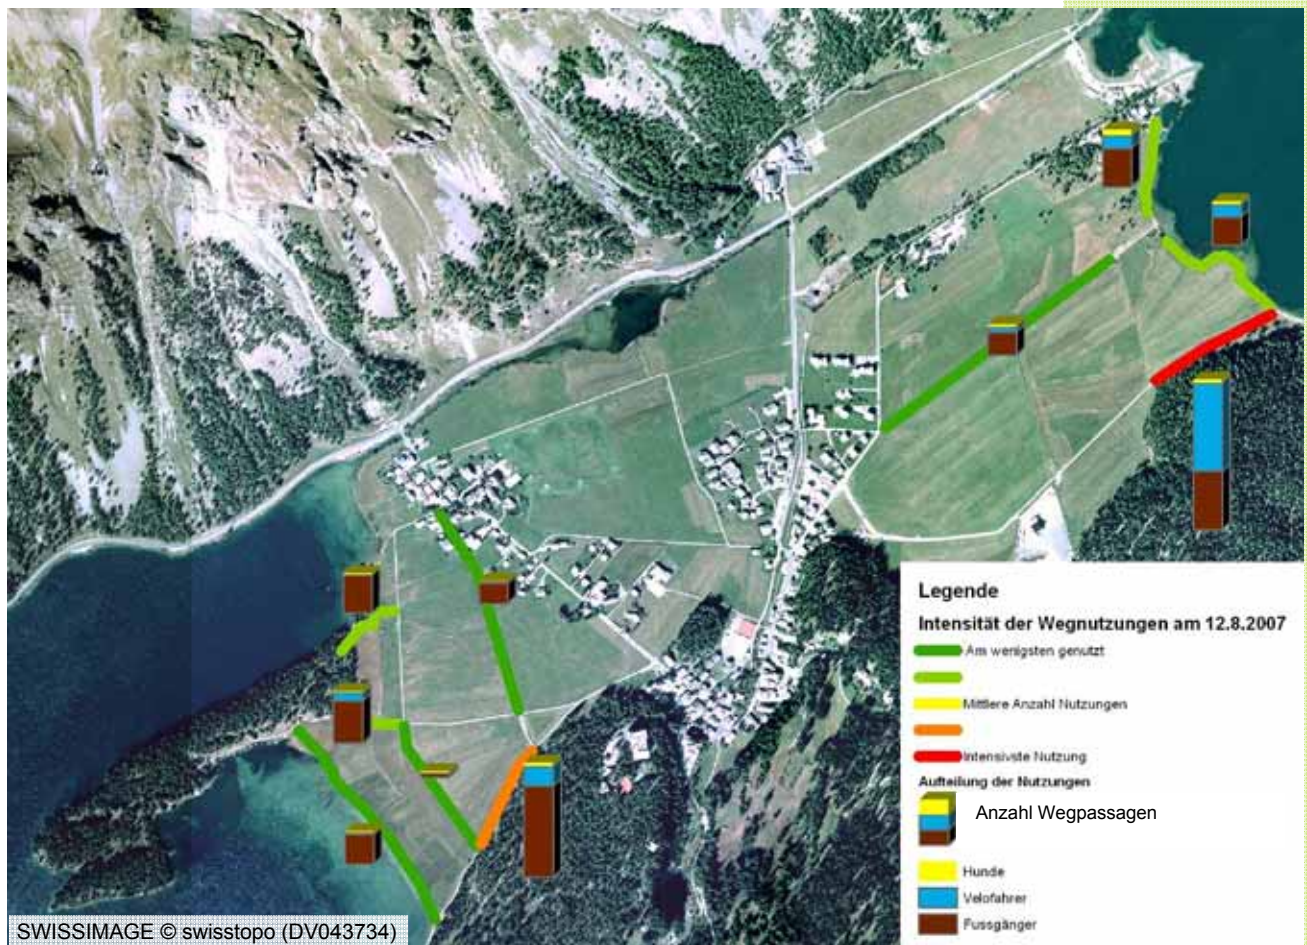 Legende
Intensität der Wegnutzungen am 12.8.2007
Am wenigsten genutzt
Mittlere Anzahl Nutzungen
Intensivste Nutzung
Aufteilung der Nutzungen
Anzahl Wegpassagen
Hunde
Velofahrer
Fussgänger
SWISSIMAGE © swisstopo (DV043734)